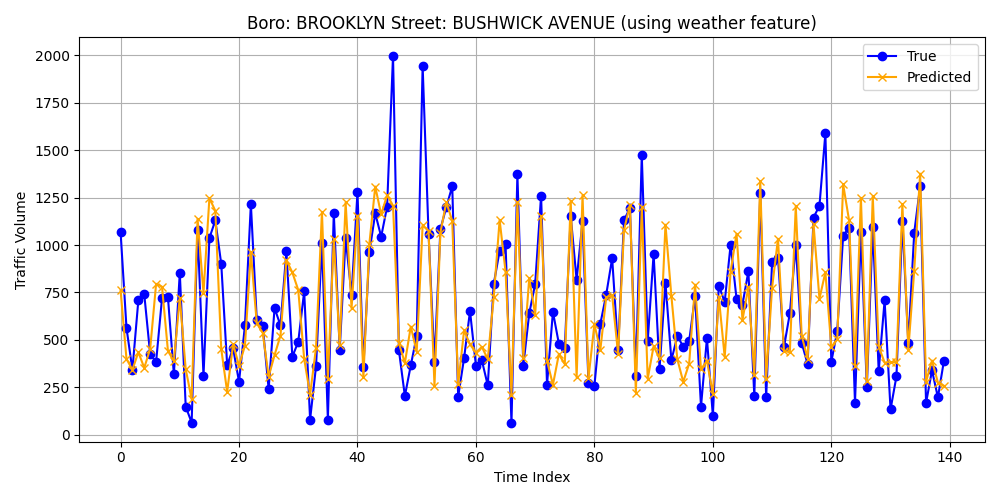 Boro: BROOKLYN Street: BUSHWICK AVENUE (using weather feature)
True
Predicted
Traffic Volume
2000
1750
1500
1250
1000
750
500
250
0
0 20 40 60 80 100 120 140
Time Index